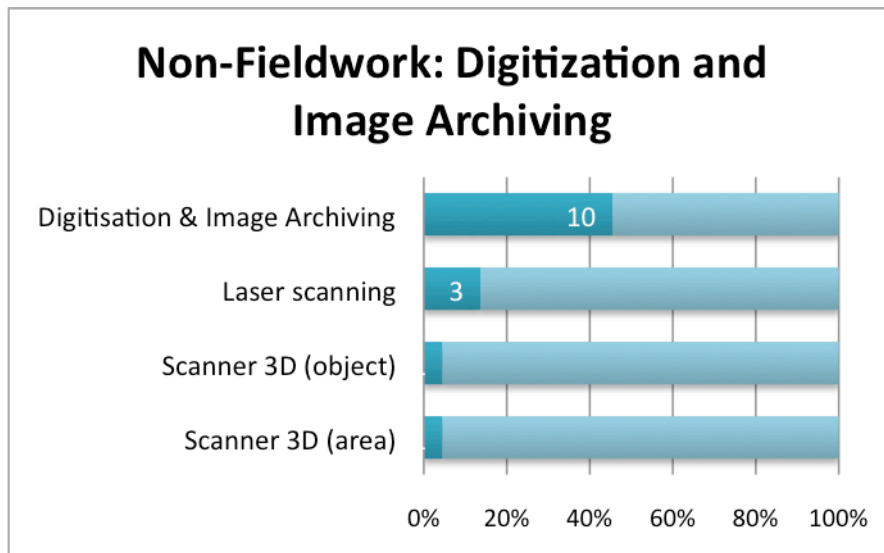 Non-Fieldwork: Digitization and
Image Archiving
Digitisation & Image Archiving
10
Laser scanning
3
Scanner 3D (object)
Scanner 3D (area)
0% 20% 40% 60% 80% 100%